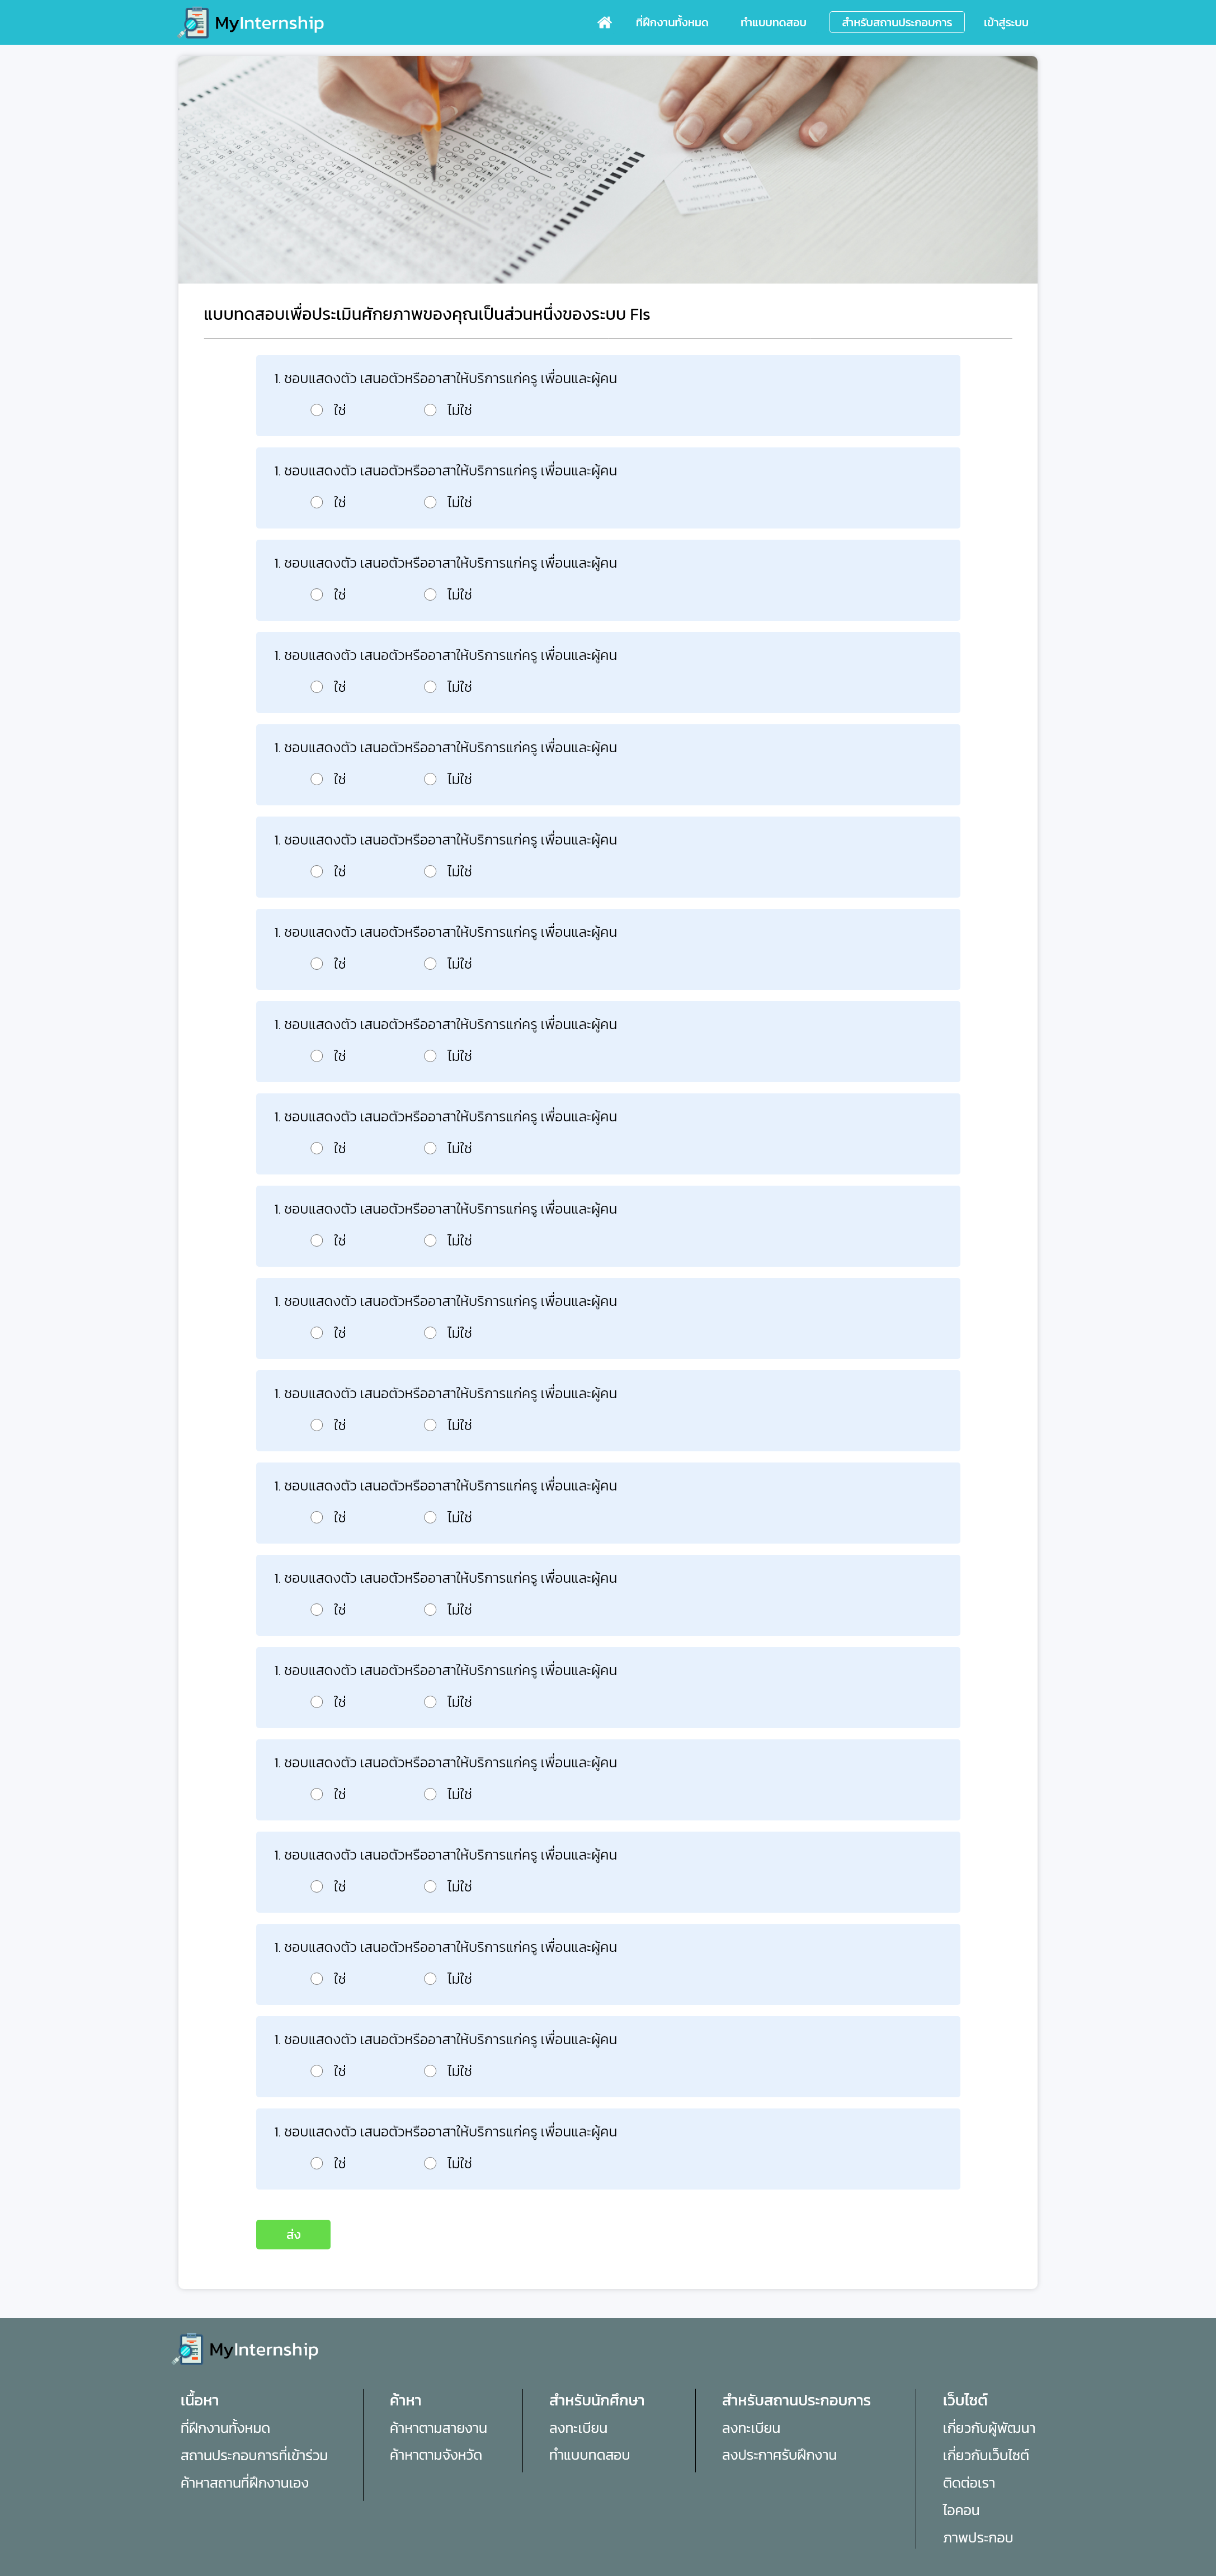 MyInternship
ที่ฝึกงานทั้งหมด ทำแบบทดสอบ สำหรับสถานประกอบการ เข้าสู่ระบบ
แบบทดสอบเพื่อประเมินศักยภาพของคุณเป็นส่วนหนึ่งของระบบ FIs
1. ชอบแสดงตัว เสนอตัวหรืออาสาให้บริการแก่ครู เพื่อนและผู้คน
ใช่ ไม่ใช่
1. ชอบแสดงตัว เสนอตัวหรืออาสาให้บริการแก่ครู เพื่อนและผู้คน
ใช่ ไม่ใช่
1. ชอบแสดงตัว เสนอตัวหรืออาสาให้บริการแก่ครู เพื่อนและผู้คน
ใช่ ไม่ใช่
1. ชอบแสดงตัว เสนอตัวหรืออาสาให้บริการแก่ครู เพื่อนและผู้คน
ใช่ ไม่ใช่
1. ชอบแสดงตัว เสนอตัวหรืออาสาให้บริการแก่ครู เพื่อนและผู้คน
ใช่ ไม่ใช่
1. ชอบแสดงตัว เสนอตัวหรืออาสาให้บริการแก่ครู เพื่อนและผู้คน
ใช่ ไม่ใช่
1. ชอบแสดงตัว เสนอตัวหรืออาสาให้บริการแก่ครู เพื่อนและผู้คน
ใช่ ไม่ใช่
1. ชอบแสดงตัว เสนอตัวหรืออาสาให้บริการแก่ครู เพื่อนและผู้คน
ใช่ ไม่ใช่
1. ชอบแสดงตัว เสนอตัวหรืออาสาให้บริการแก่ครู เพื่อนและผู้คน
ใช่ ไม่ใช่
1. ชอบแสดงตัว เสนอตัวหรืออาสาให้บริการแก่ครู เพื่อนและผู้คน
ใช่ ไม่ใช่
1. ชอบแสดงตัว เสนอตัวหรืออาสาให้บริการแก่ครู เพื่อนและผู้คน
ใช่ ไม่ใช่
1. ชอบแสดงตัว เสนอตัวหรืออาสาให้บริการแก่ครู เพื่อนและผู้คน
ใช่ ไม่ใช่
1. ชอบแสดงตัว เสนอตัวหรืออาสาให้บริการแก่ครู เพื่อนและผู้คน
ใช่ ไม่ใช่
1. ชอบแสดงตัว เสนอตัวหรืออาสาให้บริการแก่ครู เพื่อนและผู้คน
ใช่ ไม่ใช่
1. ชอบแสดงตัว เสนอตัวหรืออาสาให้บริการแก่ครู เพื่อนและผู้คน
ใช่ ไม่ใช่
1. ชอบแสดงตัว เสนอตัวหรืออาสาให้บริการแก่ครู เพื่อนและผู้คน
ใช่ ไม่ใช่
1. ชอบแสดงตัว เสนอตัวหรืออาสาให้บริการแก่ครู เพื่อนและผู้คน
ใช่ ไม่ใช่
1. ชอบแสดงตัว เสนอตัวหรืออาสาให้บริการแก่ครู เพื่อนและผู้คน
ใช่ ไม่ใช่
1. ชอบแสดงตัว เสนอตัวหรืออาสาให้บริการแก่ครู เพื่อนและผู้คน
ใช่ ไม่ใช่
1. ชอบแสดงตัว เสนอตัวหรืออาสาให้บริการแก่ครู เพื่อนและผู้คน
ใช่ ไม่ใช่
ส่ง
MyInternship
เนื้อหา
ที่ฝึกงานทั้งหมด
สถานประกอบการที่เข้าร่วม
ค้าหาสถานที่ฝึกงานเอง
ค้าหา
ค้าหาตามสายงาน
ค้าหาตามจังหวัด
สำหรับนักศึกษา
ลงทะเบียน
ทำแบบทดสอบ
สำหรับสถานประกอบการ
ลงทะเบียน
ลงประกาศรับฝึกงาน
เว็บไซต์
เกี่ยวกับผู้พัฒนา
เกี่ยวกับเว็บไซต์
ติดต่อเรา
ไอคอน
ภาพประกอบ